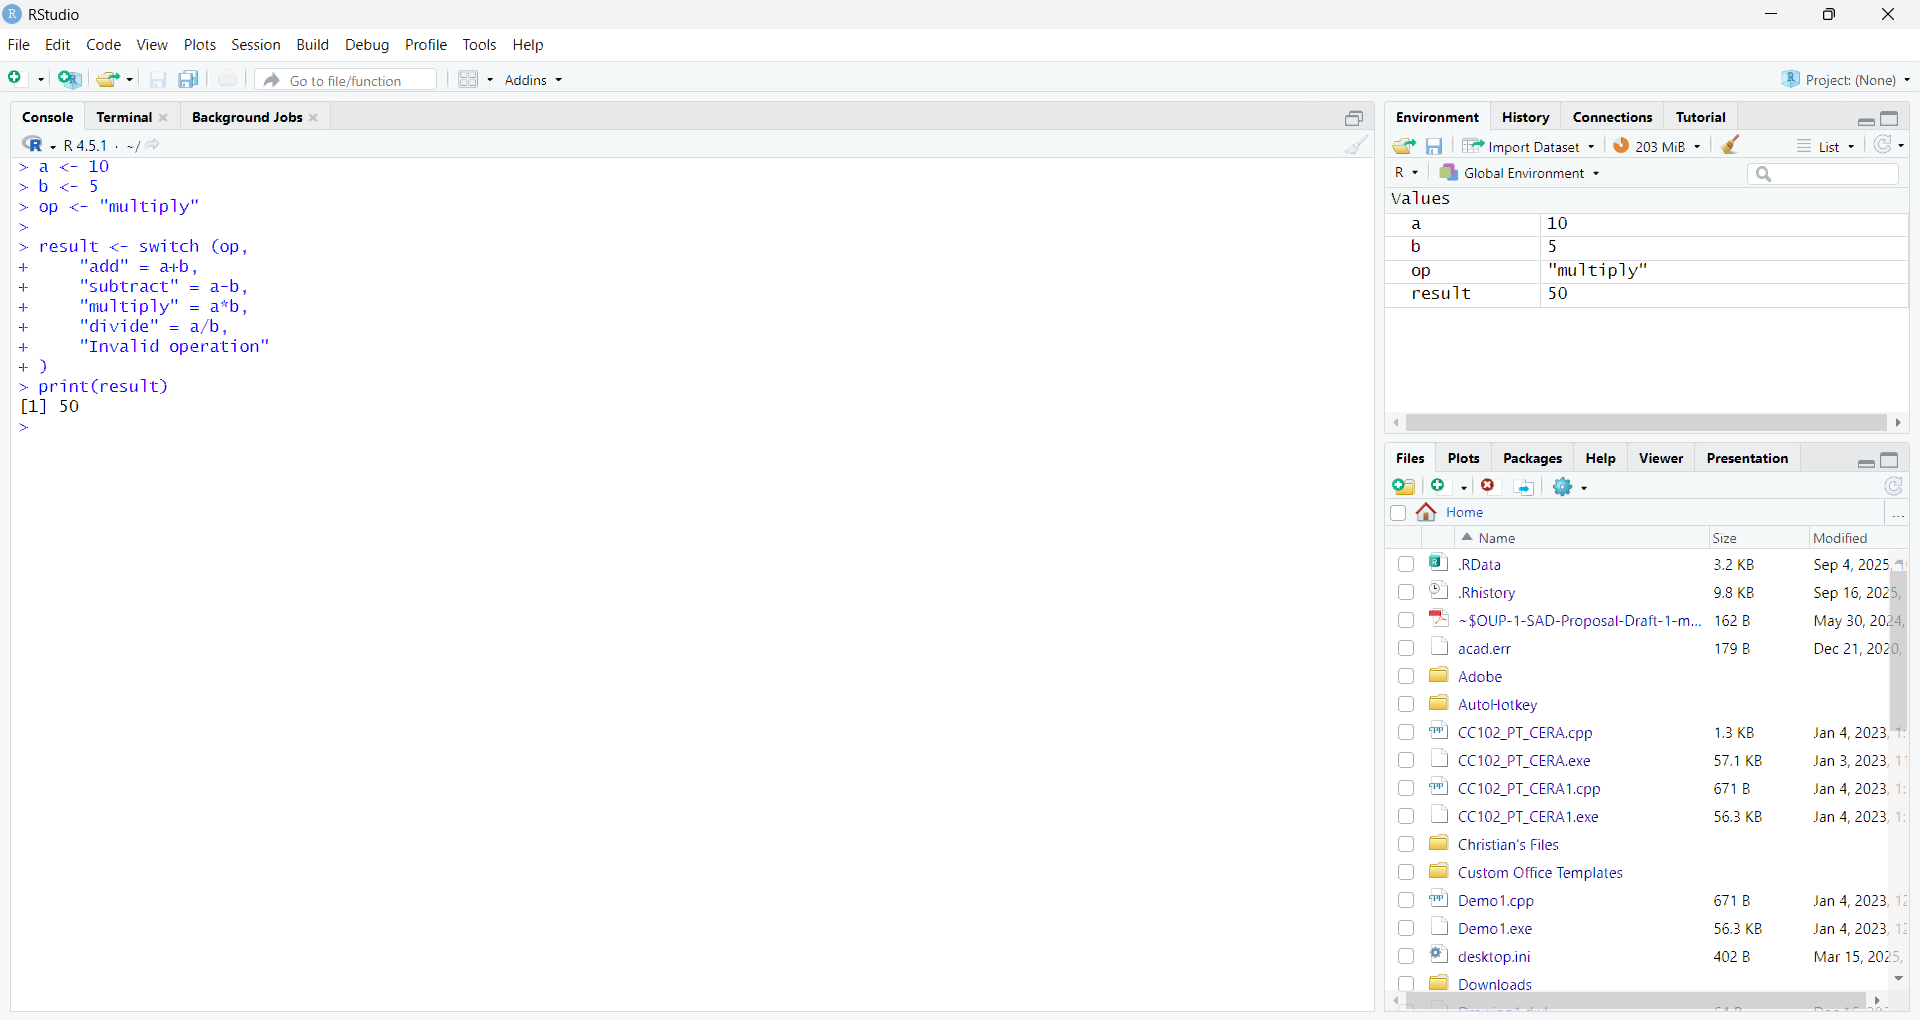 RStudio
File Edit Code View Plots Session Build Debug Profile Tools Help
Go to file/function Addins Project: (None)
Console Terminal Background Jobs
R 4.5.1 · ~/
> a <- 10
> b <- 5
> op <- "multiply"
>
> result <- switch (op,
+     "add" = a+b,
+     "subtract" = a-b,
+     "multiply" = a*b,
+     "divide" = a/b,
+     "Invalid operation"
+ )
> print(result)
[1] 50
>
Environment History Connections Tutorial
Import Dataset 203 MiB List
R Global Environment
Values
a 10
b 5
op "multiply"
result 50
Files Plots Packages Help Viewer Presentation
Home ...
Name Size Modified
.RData 3.2 KB Sep 4, 2025,
.Rhistory 9.8 KB Sep 16, 2025,
~$OUP-1-SAD-Proposal-Draft-1-m... 162 B May 30, 2024,
acad.err 179 B Dec 21, 2020,
Adobe
AutoHotkey
CC102_PT_CERA.cpp 1.3 KB Jan 4, 2023,
CC102_PT_CERA.exe 57.1 KB Jan 3, 2023,
CC102_PT_CERA1.cpp 671 B Jan 4, 2023,
CC102_PT_CERA1.exe 56.3 KB Jan 4, 2023,
Christian's Files
Custom Office Templates
Demo1.cpp 671 B Jan 4, 2023,
Demo1.exe 56.3 KB Jan 4, 2023,
desktop.ini 402 B Mar 15, 2025,
Downloads